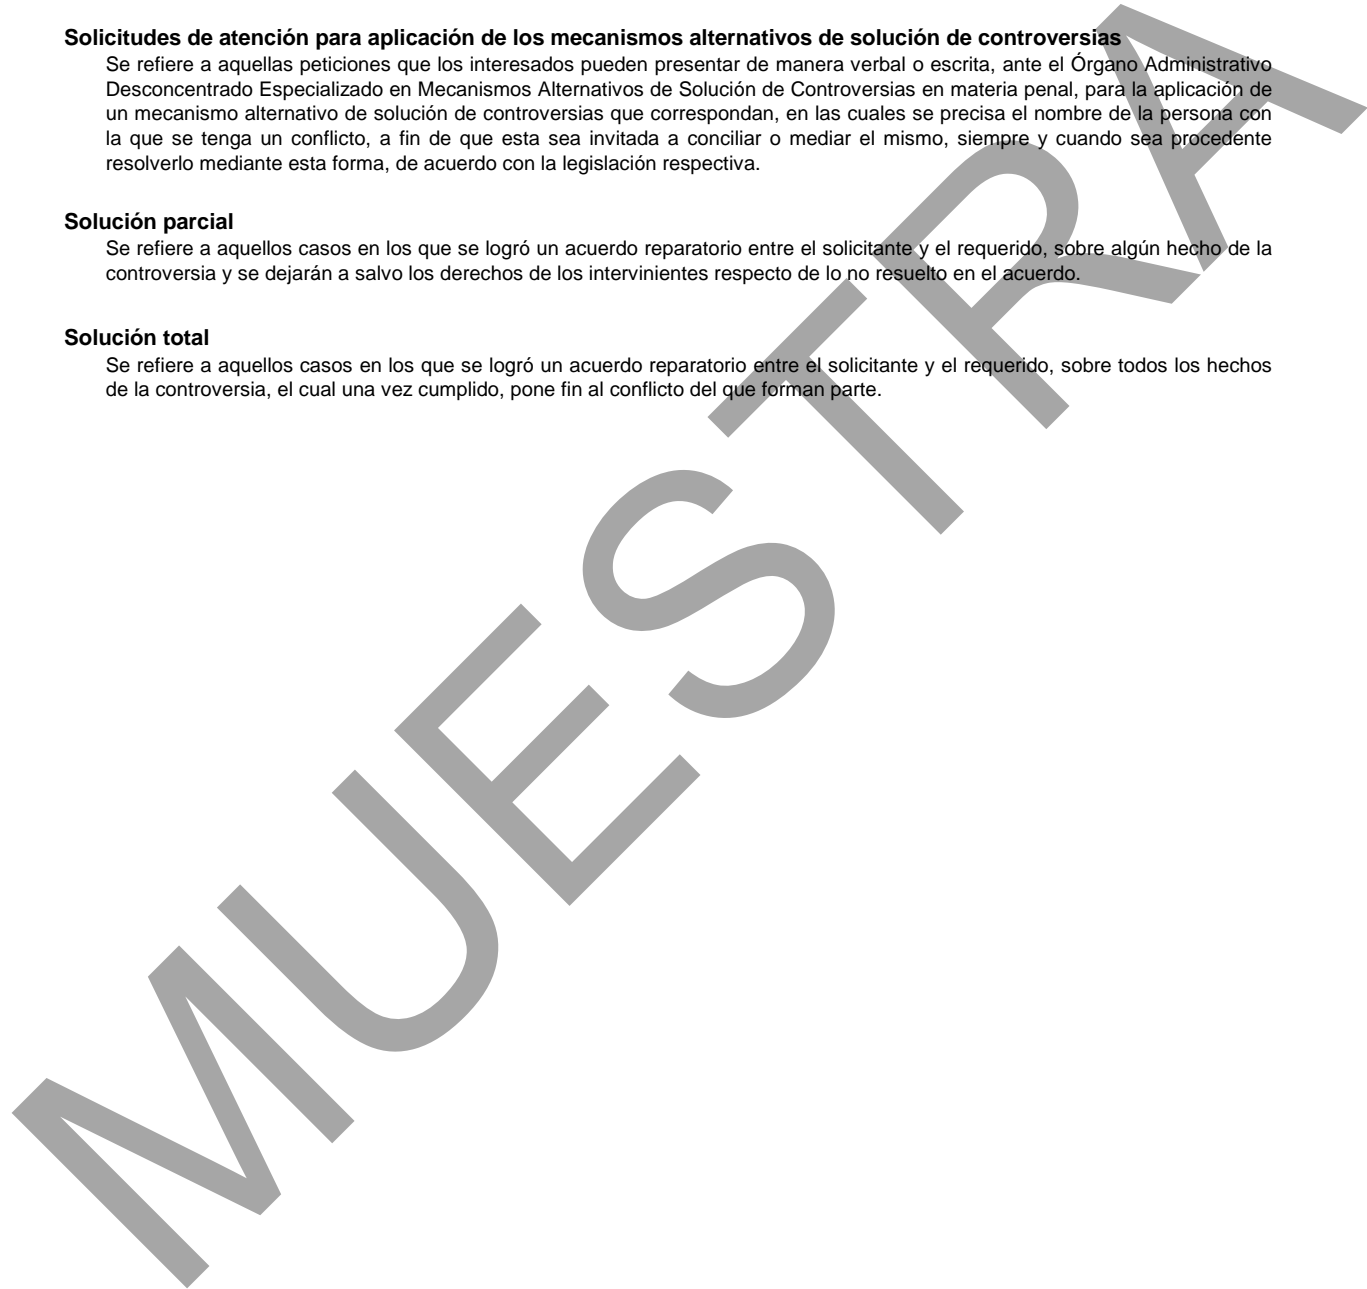 Solicitudes de atención para aplicación de los mecanismos alternativos de solución de controversias
Se refiere a aquellas peticiones que los interesados pueden presentar de manera verbal o escrita, ante el Órgano Administrativo
Desconcentrado Especializado en Mecanismos Alternativos de Solución de Controversias en materia penal, para la aplicación de
un mecanismo alternativo de solución de controversias que correspondan, en las cuales se precisa el nombre de la persona con
la que se tenga un conflicto, a fin de que esta sea invitada a conciliar o mediar el mismo, siempre y cuando sea procedente
resolverlo mediante esta forma, de acuerdo con la legislación respectiva.
Solución parcial
Se refiere a aquellos casos en los que se logró un acuerdo reparatorio entre el solicitante y el requerido, sobre algún hecho de la
controversia y se dejarán a salvo los derechos de los intervinientes respecto de lo no resuelto en el acuerdo.
Solución total
Se refiere a aquellos casos en los que se logró un acuerdo reparatorio entre el solicitante y el requerido, sobre todos los hechos
de la controversia, el cual una vez cumplido, pone fin al conflicto del que forman parte.
MUESTRA